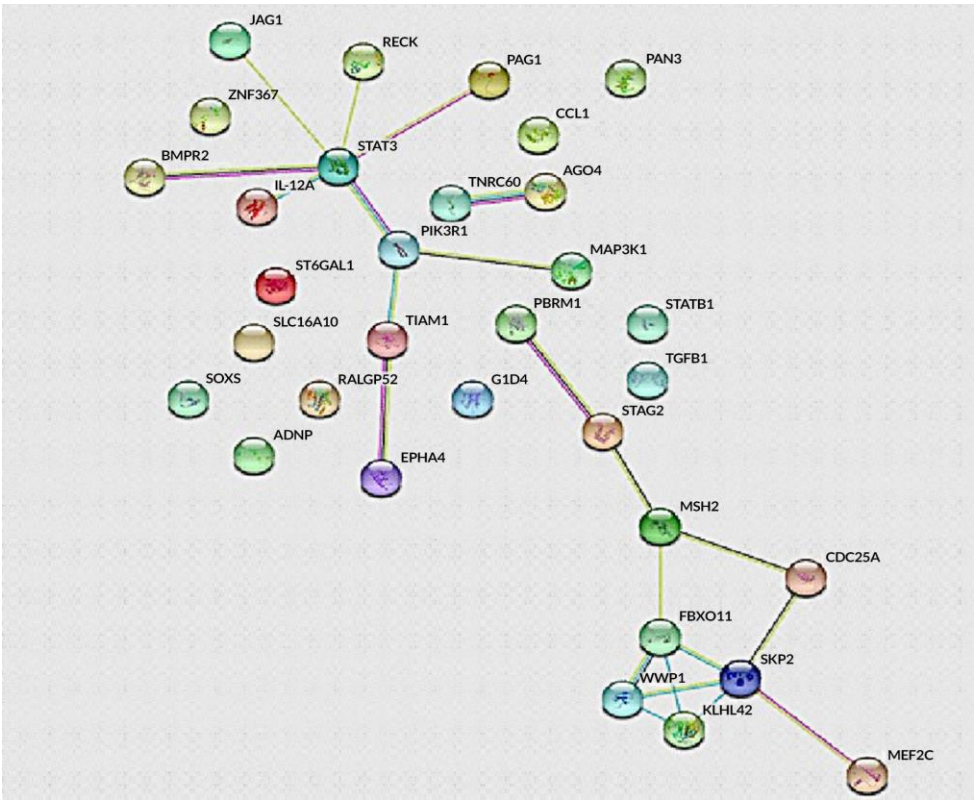 JAG1
RECK
PAG1
PAN3
ZNF367
CCL1
STAT3
BMPR2
IL-12A
TNRC60
AGO4
PIK3R1
MAP3K1
ST6GAL1
PBRM1
STATB1
SLC16A10
TIAM1
TGFB1
SOXS
RALGP52
G1D4
STAG2
ADNP
EPHA4
MSH2
CDC25A
FBXO11
SKP2
WWP1
KLHL42
MEF2C